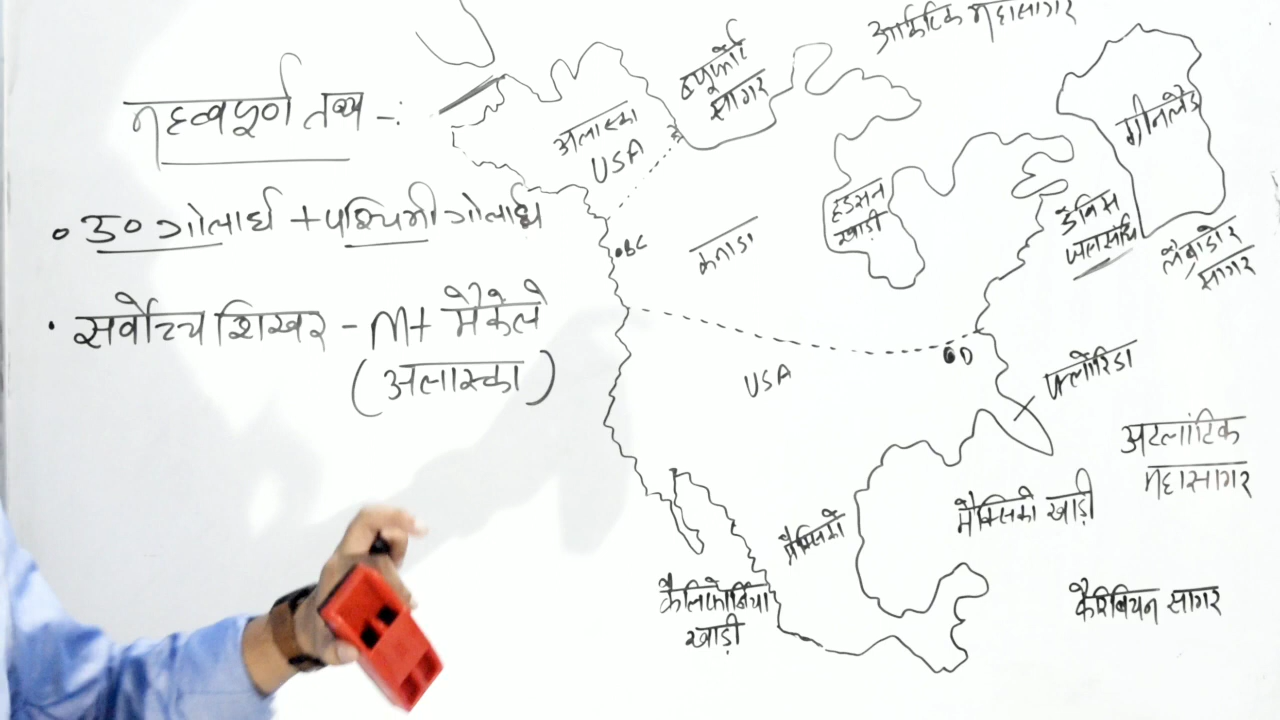 आर्कटिक महासागर
महत्वपूर्ण तथ्य -:
• उ० गोलार्ध + पश्चिमी गोलार्ध
• सर्वोच्च शिखर - Mt मैकेले
(अलास्का)
अलास्का
USA
ब्यूफोर्ट
सागर
ग्रीनलैंड
हडसन
खाड़ी
डेविस
जलसंधि
लैब्राडोर
सागर
BC
कनाडा
D
USA
फ्लोरिडा
अटलांटिक
महासागर
मैक्सिको
मैक्सिको खाड़ी
कैलिफोर्निया
खाड़ी
कैरिबियन सागर